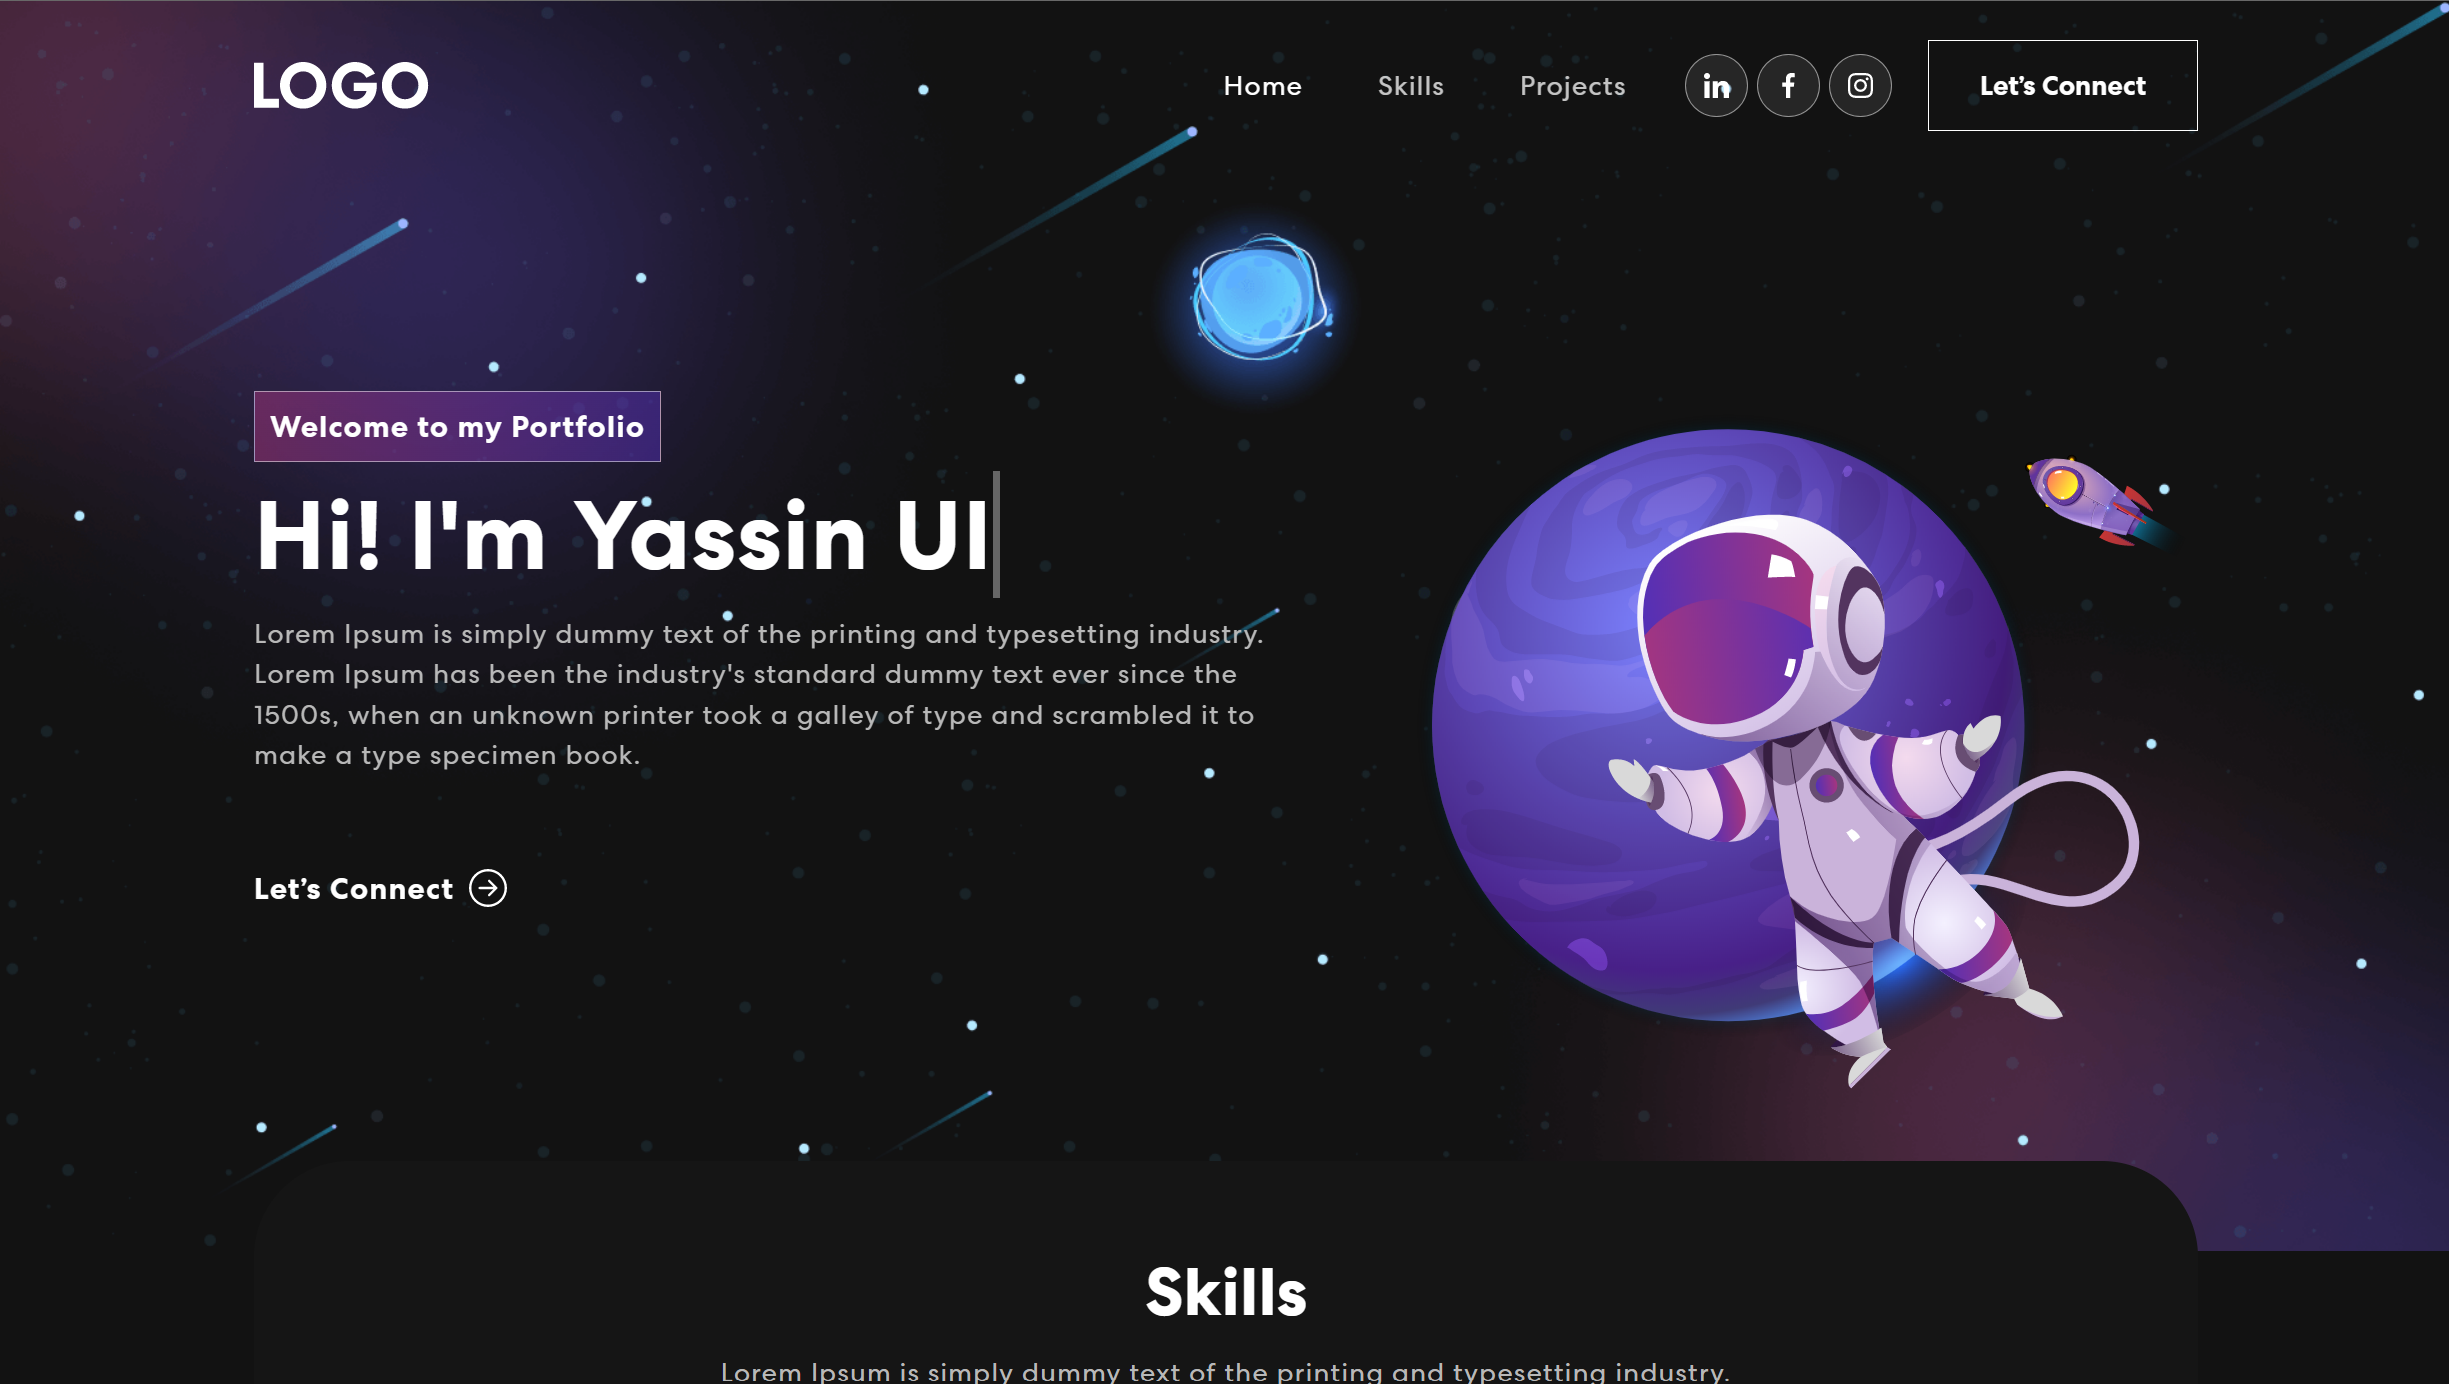 LOGO
Home
Skills
Projects
Let’s Connect
Welcome to my Portfolio
Hi! I'm Yassin UI
Lorem Ipsum is simply dummy text of the printing and typesetting industry.
Lorem Ipsum has been the industry's standard dummy text ever since the
1500s, when an unknown printer took a galley of type and scrambled it to
make a type specimen book.
Let’s Connect
Skills
Lorem Ipsum is simply dummy text of the printing and typesetting industry.